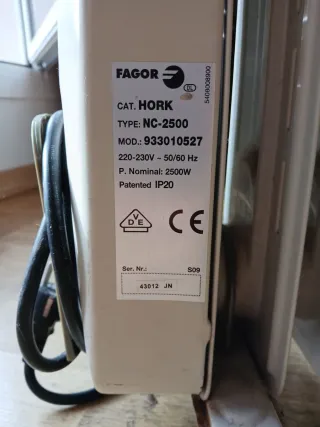 FAGOR
CAT. HORK
TYPE: NC-2500
MOD.: 933010527
220-230V ~ 50/60 Hz
P. Nominal: 2500W
Patented IP20
VDE
CE
Ser. Nr.: S09
43012 JN
540R008900